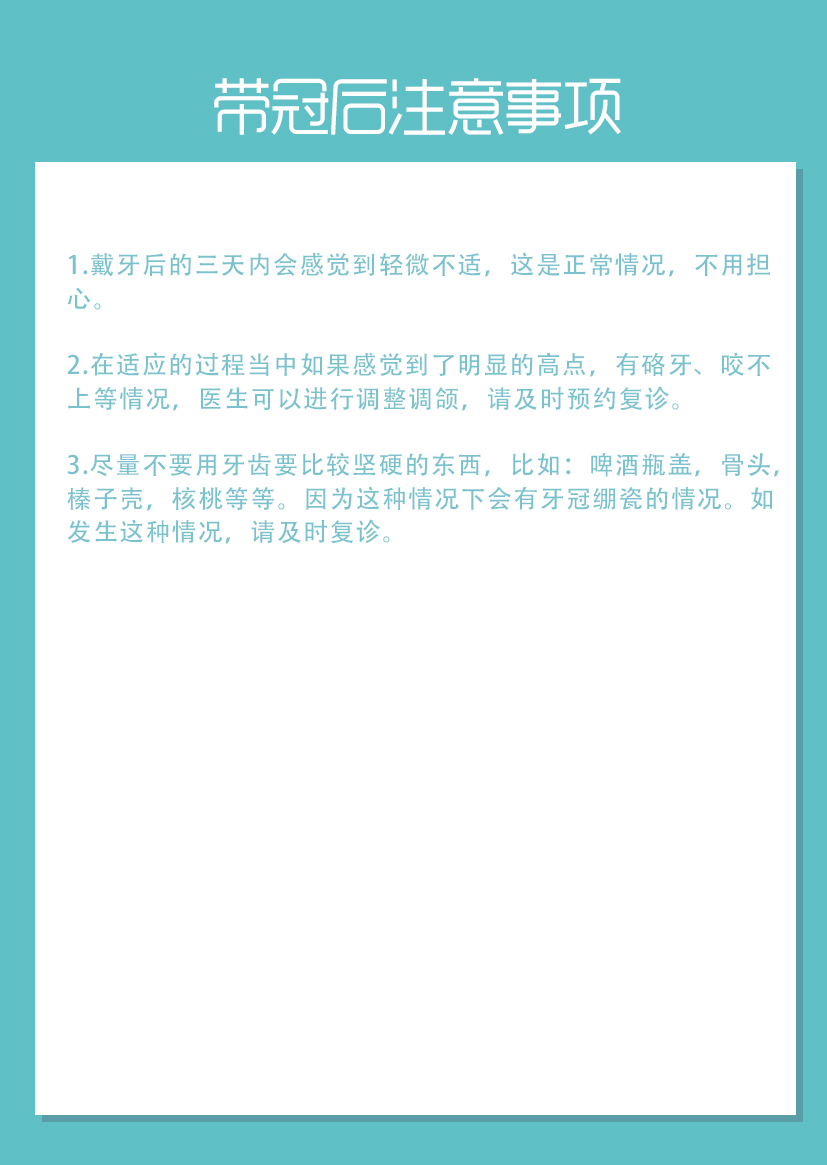 带冠后注意事项
1.戴牙后的三天内会感觉到轻微不适，这是正常情况，不用担
心。
2.在适应的过程当中如果感觉到了明显的高点，有硌牙、咬不
上等情况，医生可以进行调整调颌，请及时预约复诊。
3.尽量不要用牙齿要比较坚硬的东西，比如：啤酒瓶盖，骨头，
榛子壳，核桃等等。因为这种情况下会有牙冠绷瓷的情况。如
发生这种情况，请及时复诊。